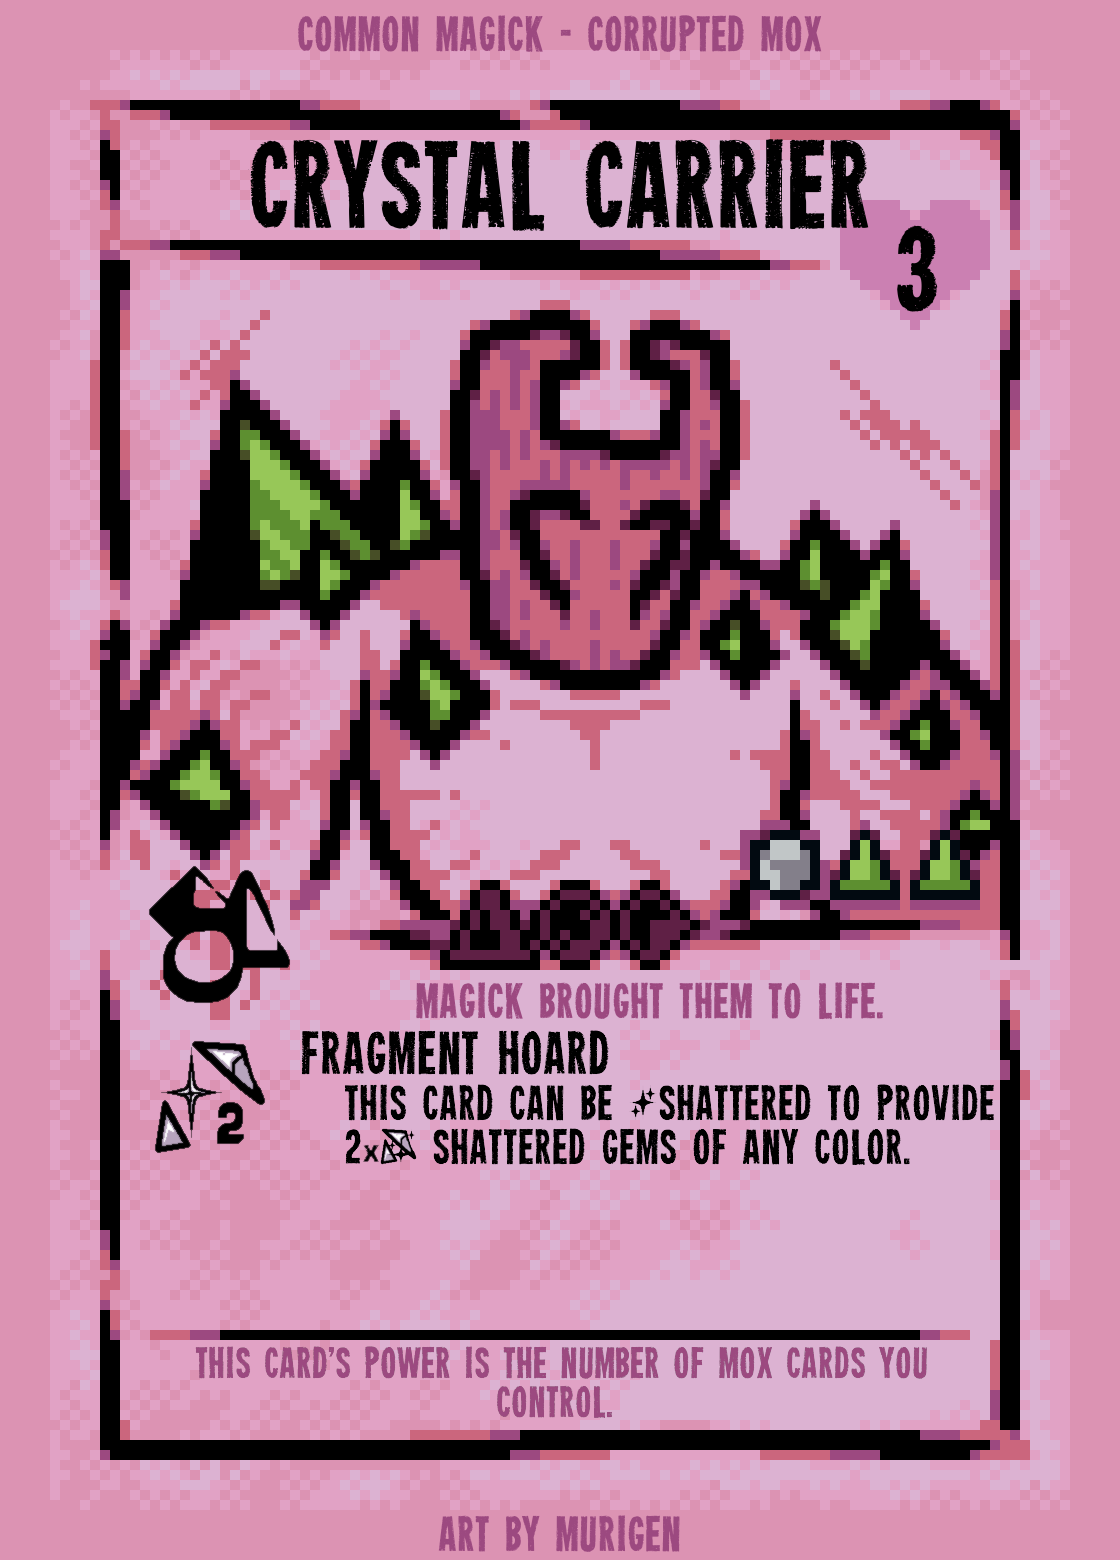 COMMON MAGICK - CORRUPTED MOX
CRYSTAL CARRIER
3
MAGICK BROUGHT THEM TO LIFE.
FRAGMENT HOARD
2
THIS CARD CAN BE SHATTERED TO PROVIDE
2x SHATTERED GEMS OF ANY COLOR.
THIS CARD'S POWER IS THE NUMBER OF MOX CARDS YOU
CONTROL.
ART BY MURIGEN